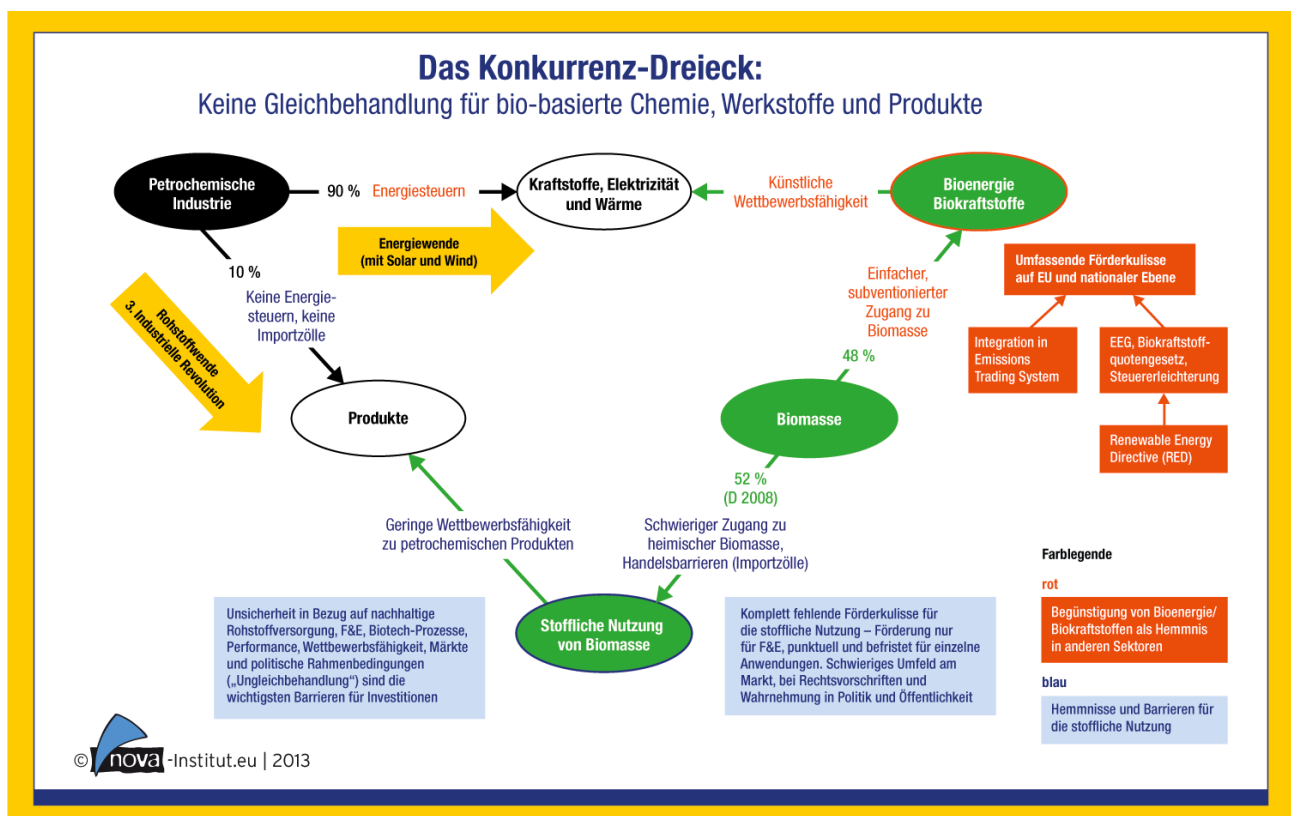 Das Konkurrenz-Dreieck:
Keine Gleichbehandlung für bio-basierte Chemie, Werkstoffe und Produkte
Petrochemische
Industrie
90 % Energiesteuern
Kraftstoffe, Elektrizität
und Wärme
Künstliche
Wettbewerbsfähigkeit
Bioenergie
Biokraftstoffe
Energiewende
(mit Solar und Wind)
10 %
Keine Energie-
steuern, keine
Importzölle
Rohstoffwende
3. Industrielle Revolution
Einfacher,
subventionierter
Zugang zu
Biomasse
48 %
Umfassende Förderkulisse
auf EU und nationaler Ebene
Integration in
Emissions
Trading System
EEG, Biokraftstoff-
quotengesetz,
Steuererleichterung
Renewable Energy
Directive (RED)
Produkte
Biomasse
52 %
(D 2008)
Geringe Wettbewerbsfähigkeit
zu petrochemischen Produkten
Schwieriger Zugang zu
heimischer Biomasse,
Handelsbarrieren (Importzölle)
Stoffliche Nutzung
von Biomasse
Unsicherheit in Bezug auf nachhaltige
Rohstoffversorgung, F&E, Biotech-Prozesse,
Performance, Wettbewerbsfähigkeit, Märkte
und politische Rahmenbedingungen
(„Ungleichbehandlung“) sind die
wichtigsten Barrieren für Investitionen
Komplett fehlende Förderkulisse für
die stoffliche Nutzung – Förderung nur
für F&E, punktuell und befristet für einzelne
Anwendungen. Schwieriges Umfeld am
Markt, bei Rechtsvorschriften und
Wahrnehmung in Politik und Öffentlichkeit
Farblegende
rot
Begünstigung von Bioenergie/
Biokraftstoffen als Hemmnis
in anderen Sektoren
blau
Hemmnisse und Barrieren für
die stoffliche Nutzung
© nova-Institut.eu | 2013